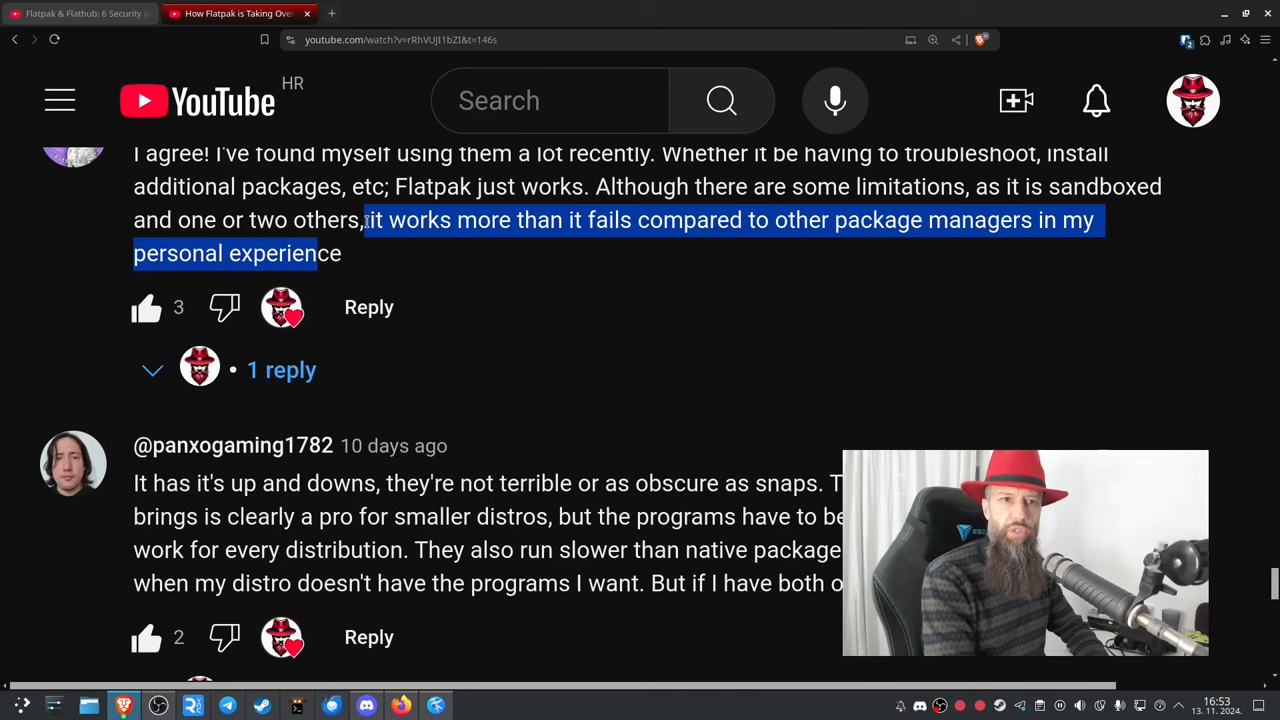 Flatpak & Flathub: 6 Security a
How Flatpak is Taking Over
youtube.com/watch?v=rRhVUJI1bZI&t=146s
YouTube
HR
Search
I agree! I've found myself using them a lot recently. Whether it be having to troubleshoot, install
additional packages, etc; Flatpak just works. Although there are some limitations, as it is sandboxed
and one or two others, it works more than it fails compared to other package managers in my
personal experience
3
Reply
1 reply
@panxogaming1782 10 days ago
It has it's up and downs, they're not terrible or as obscure as snaps.
brings is clearly a pro for smaller distros, but the programs have to be
work for every distribution. They also run slower than native package
when my distro doesn't have the programs I want. But if I have both
2
Reply
16:53
13. 11. 2024.